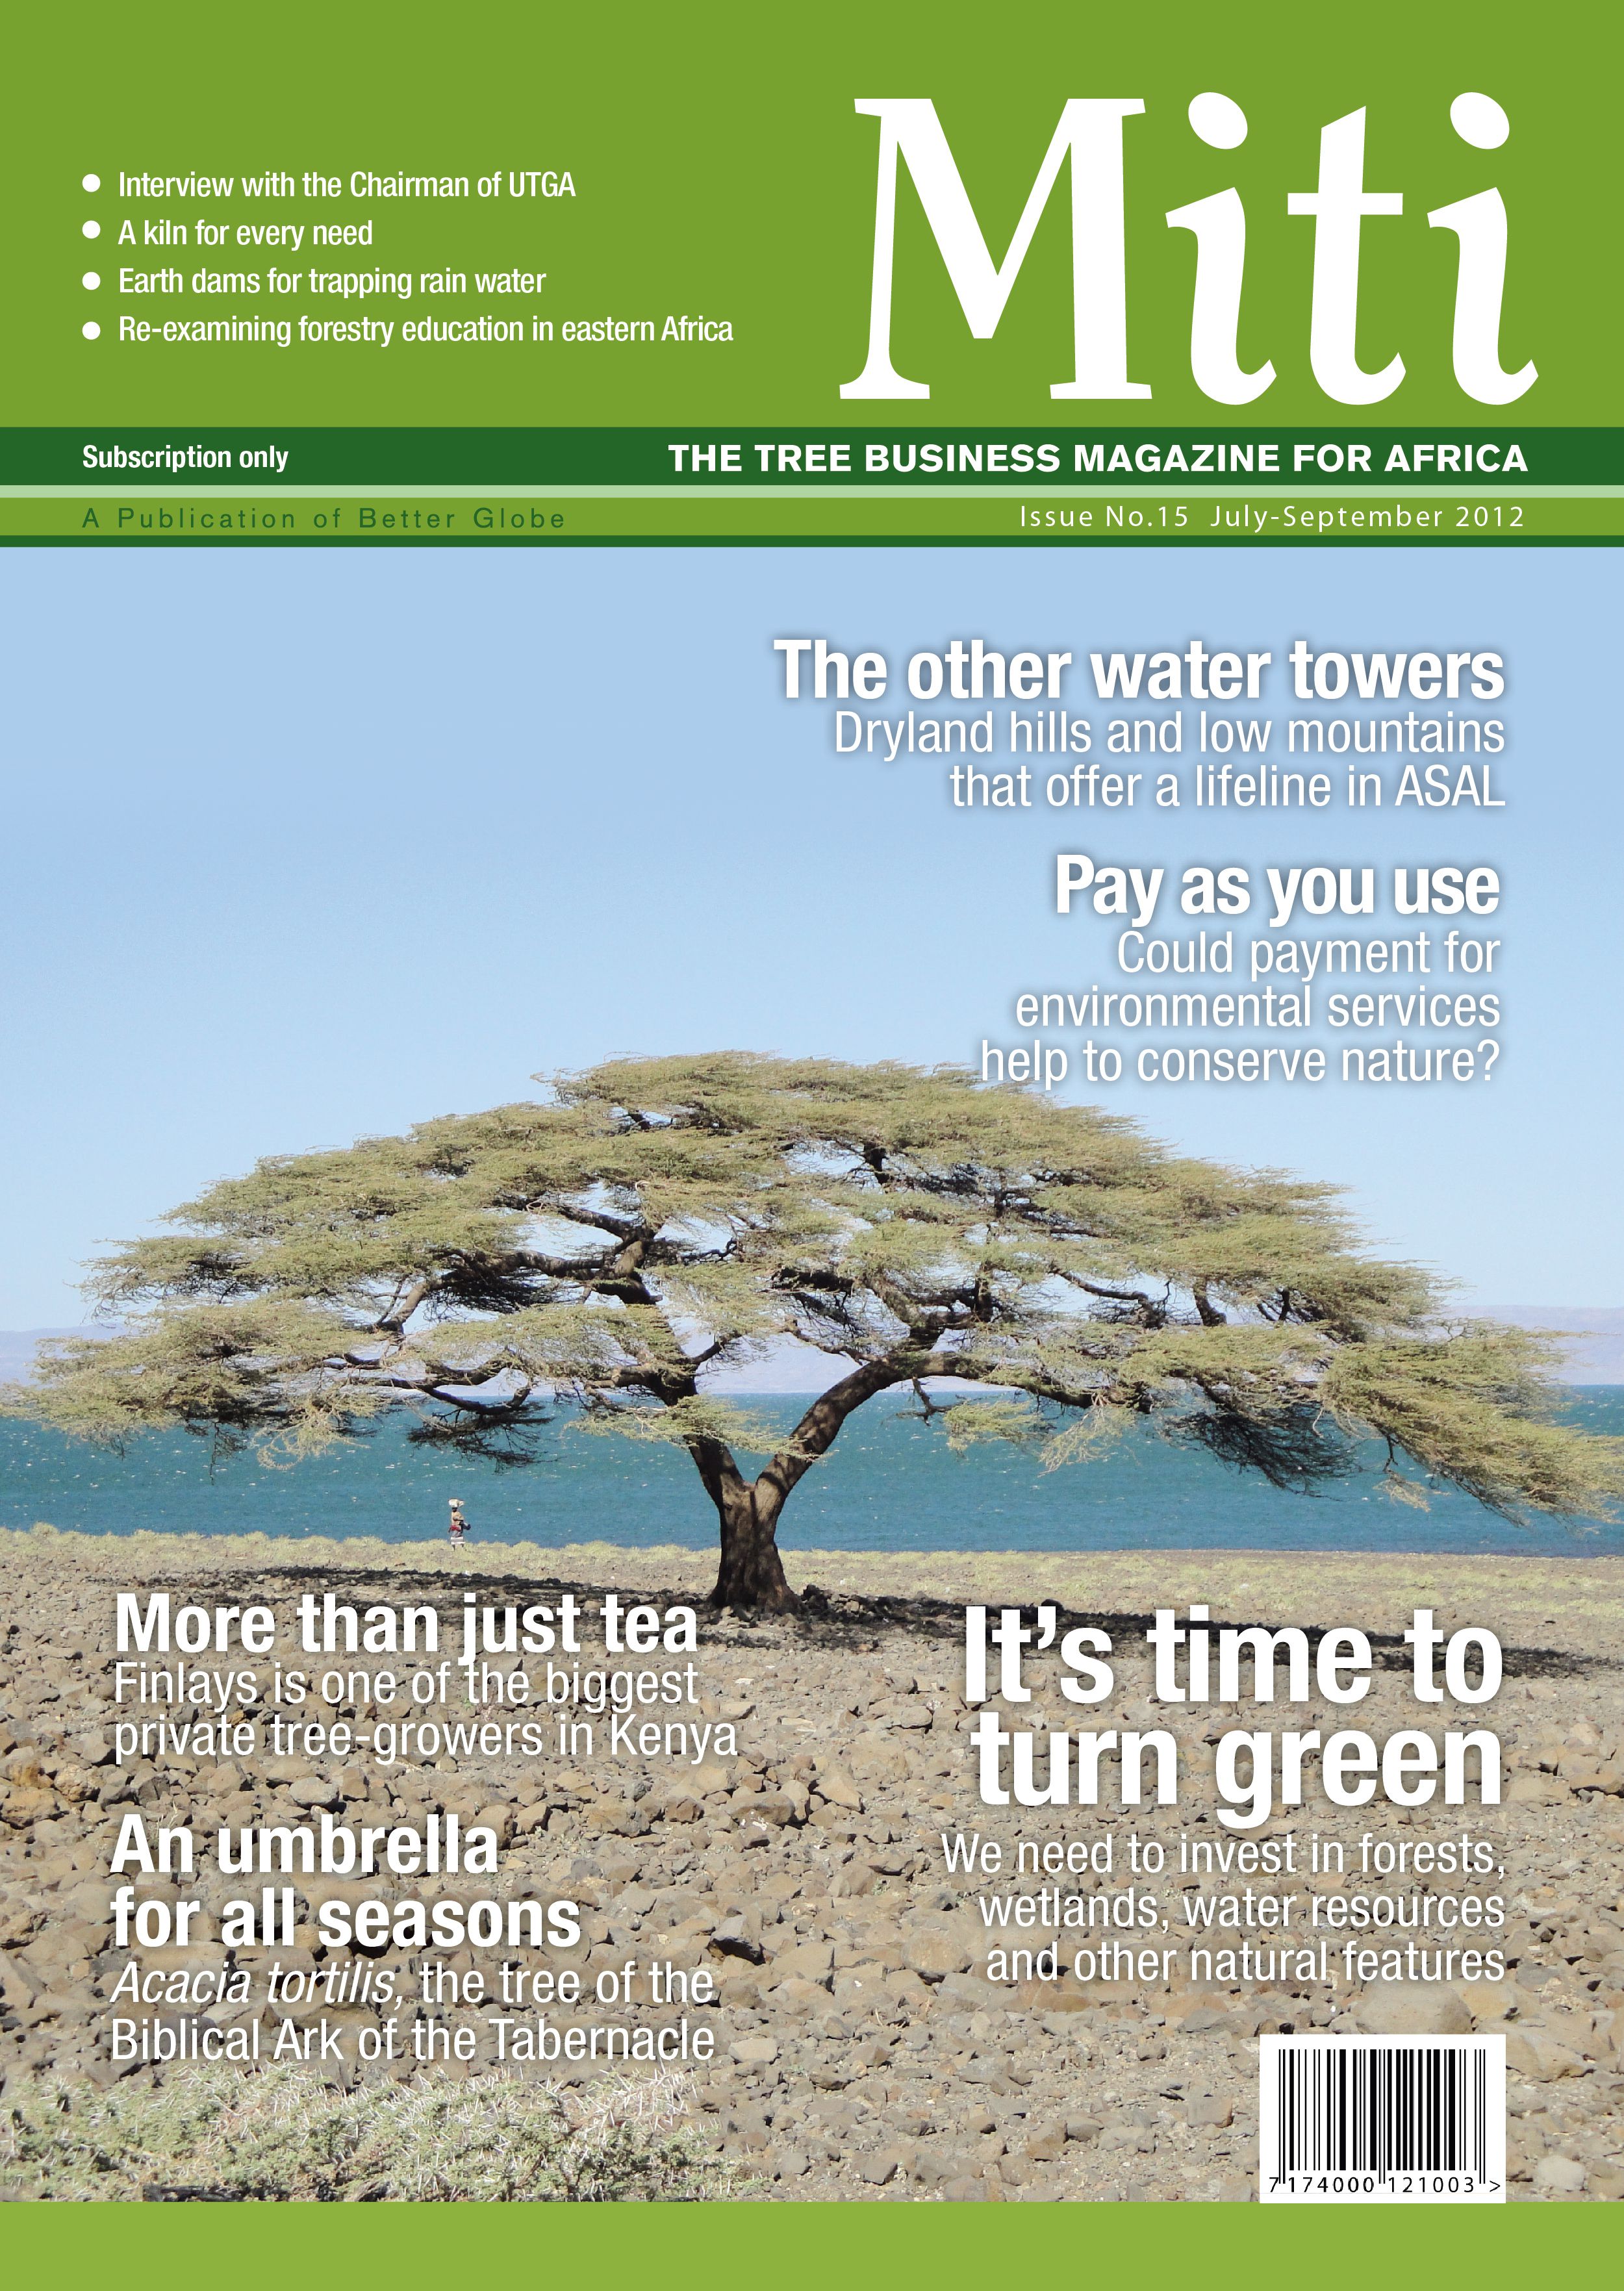 Miti
• Interview with the Chairman of UTGA
• A kiln for every need
• Earth dams for trapping rain water
• Re-examining forestry education in eastern Africa
Subscription only
THE TREE BUSINESS MAGAZINE FOR AFRICA
A Publication of Better Globe
Issue No.15 July-September 2012
The other water towers
Dryland hills and low mountains
that offer a lifeline in ASAL
Pay as you use
Could payment for
environmental services
help to conserve nature?
More than just tea
Finlays is one of the biggest
private tree-growers in Kenya
An umbrella
for all seasons
Acacia tortilis, the tree of the
Biblical Ark of the Tabernacle
It's time to
turn green
We need to invest in forests,
wetlands, water resources
and other natural features
7 174000 121003 >